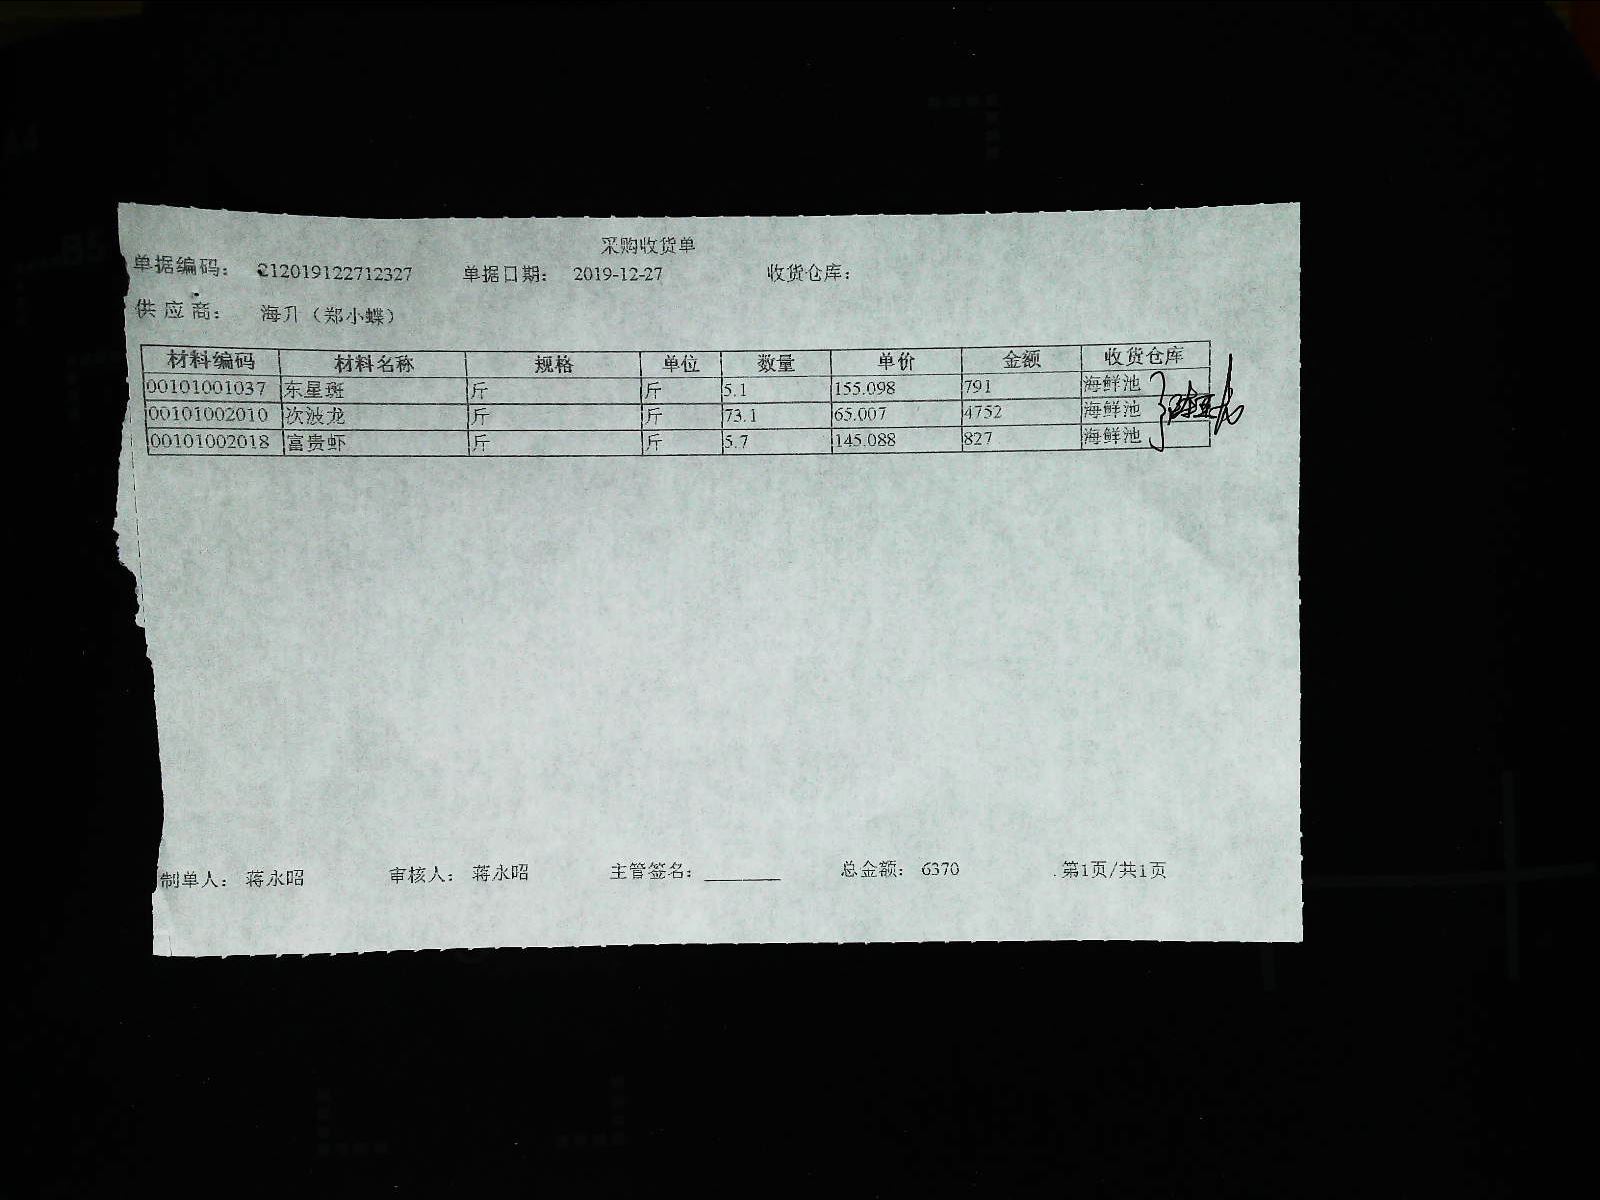 采购收货单
单据编码： 212019122712327 单据日期： 2019-12-27 收货仓库：
供 应 商： 海升（郑小蝶）
材料编码 材料名称 规格 单位 数量 单价 金额 收货仓库
00101001037 东星斑 斤 斤 5.1 155.098 791 海鲜池
00101002010 次波龙 斤 斤 73.1 65.007 4752 海鲜池
00101002018 富贵虾 斤 斤 5.7 145.088 827 海鲜池
制单人： 蒋永昭 审核人： 蒋永昭 主管签名： 总金额： 6370 第1页/共1页